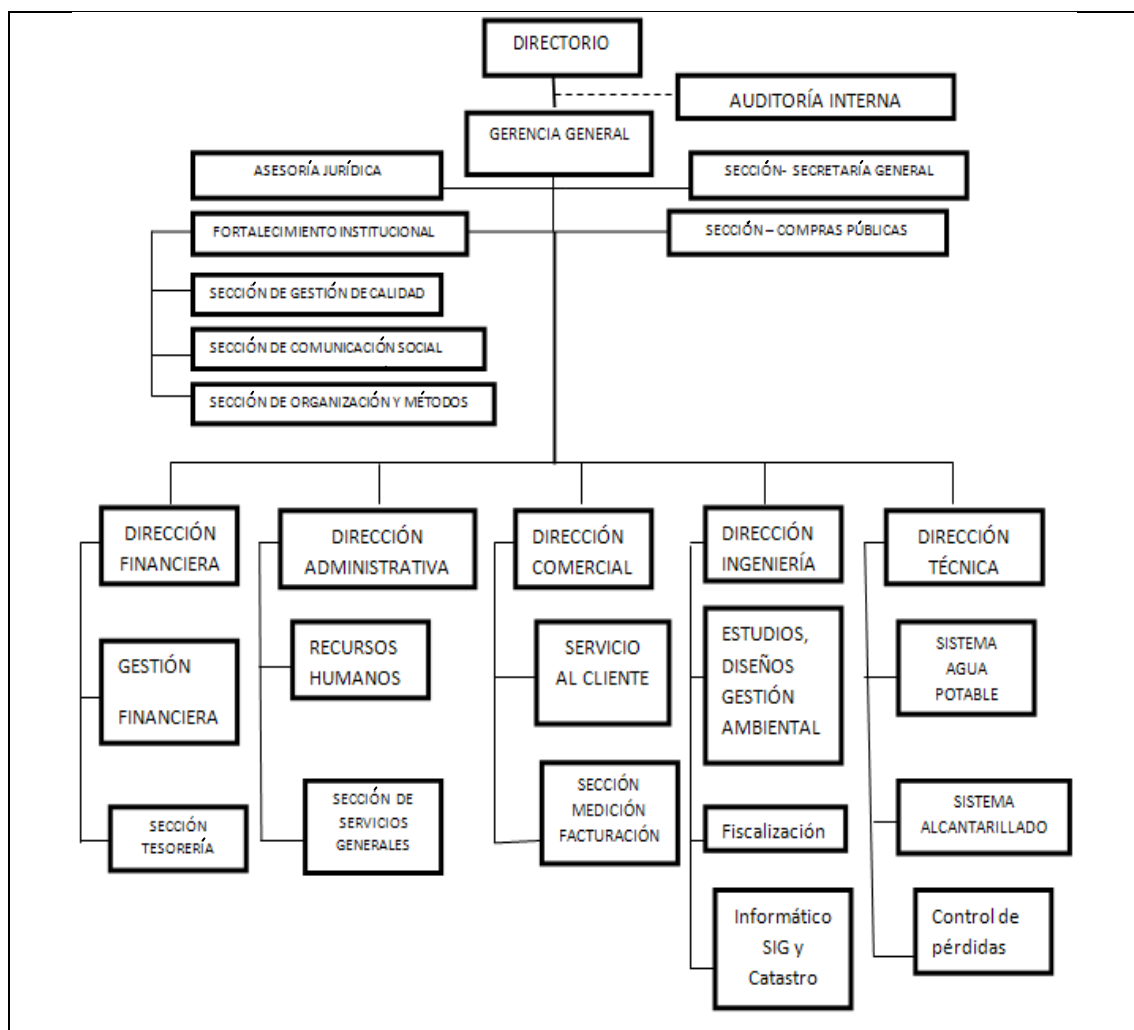 DIRECTORIO
AUDITORÍA INTERNA
GERENCIA GENERAL
ASESORÍA JURÍDICA
SECCIÓN- SECRETARÍA GENERAL
FORTALECIMIENTO INSTITUCIONAL
SECCIÓN – COMPRAS PÚBLICAS
SECCIÓN DE GESTIÓN DE CALIDAD
SECCIÓN DE COMUNICACIÓN SOCIAL
SECCIÓN DE ORGANIZACIÓN Y MÉTODOS
DIRECCIÓN
FINANCIERA
GESTIÓN
FINANCIERA
SECCIÓN
TESORERÍA
DIRECCIÓN
ADMINISTRATIVA
RECURSOS
HUMANOS
SECCIÓN DE
SERVICIOS
GENERALES
DIRECCIÓN
COMERCIAL
SERVICIO
AL CLIENTE
SECCIÓN
MEDICIÓN
FACTURACIÓN
DIRECCIÓN
INGENIERÍA
ESTUDIOS,
DISEÑOS
GESTIÓN
AMBIENTAL
Fiscalización
Informático
SIG y
Catastro
DIRECCIÓN
TÉCNICA
SISTEMA
AGUA
POTABLE
SISTEMA
ALCANTARILLADO
Control de
pérdidas